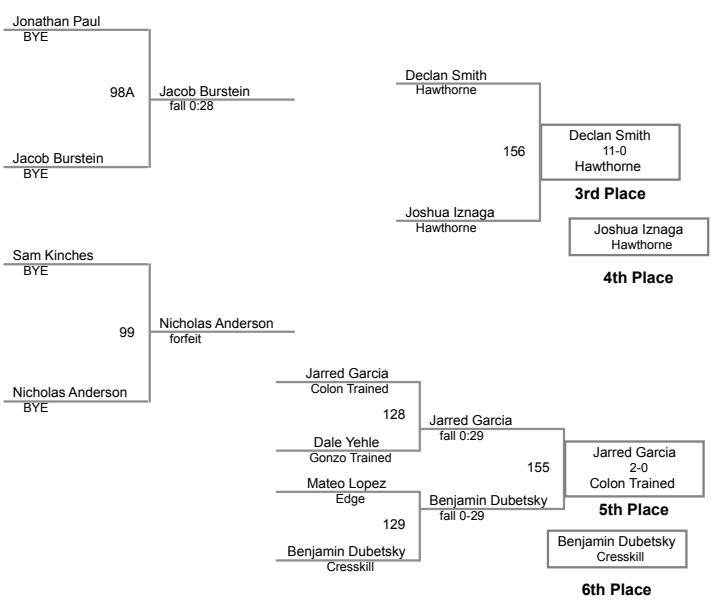 Jonathan Paul
BYE
98A
Jacob Burstein
fall 0:28
Jacob Burstein
BYE
Declan Smith
Hawthorne
156
Declan Smith
11-0
Hawthorne
3rd Place
Joshua Iznaga
Hawthorne
Joshua Iznaga
Hawthorne
4th Place
Sam Kinches
BYE
99
Nicholas Anderson
forfeit
Nicholas Anderson
BYE
Jarred Garcia
Colon Trained
128
Jarred Garcia
fall 0:29
Dale Yehle
Gonzo Trained
155
Jarred Garcia
2-0
Colon Trained
5th Place
Mateo Lopez
Edge
129
Benjamin Dubetsky
fall 0-29
Benjamin Dubetsky
Cresskill
Benjamin Dubetsky
Cresskill
6th Place